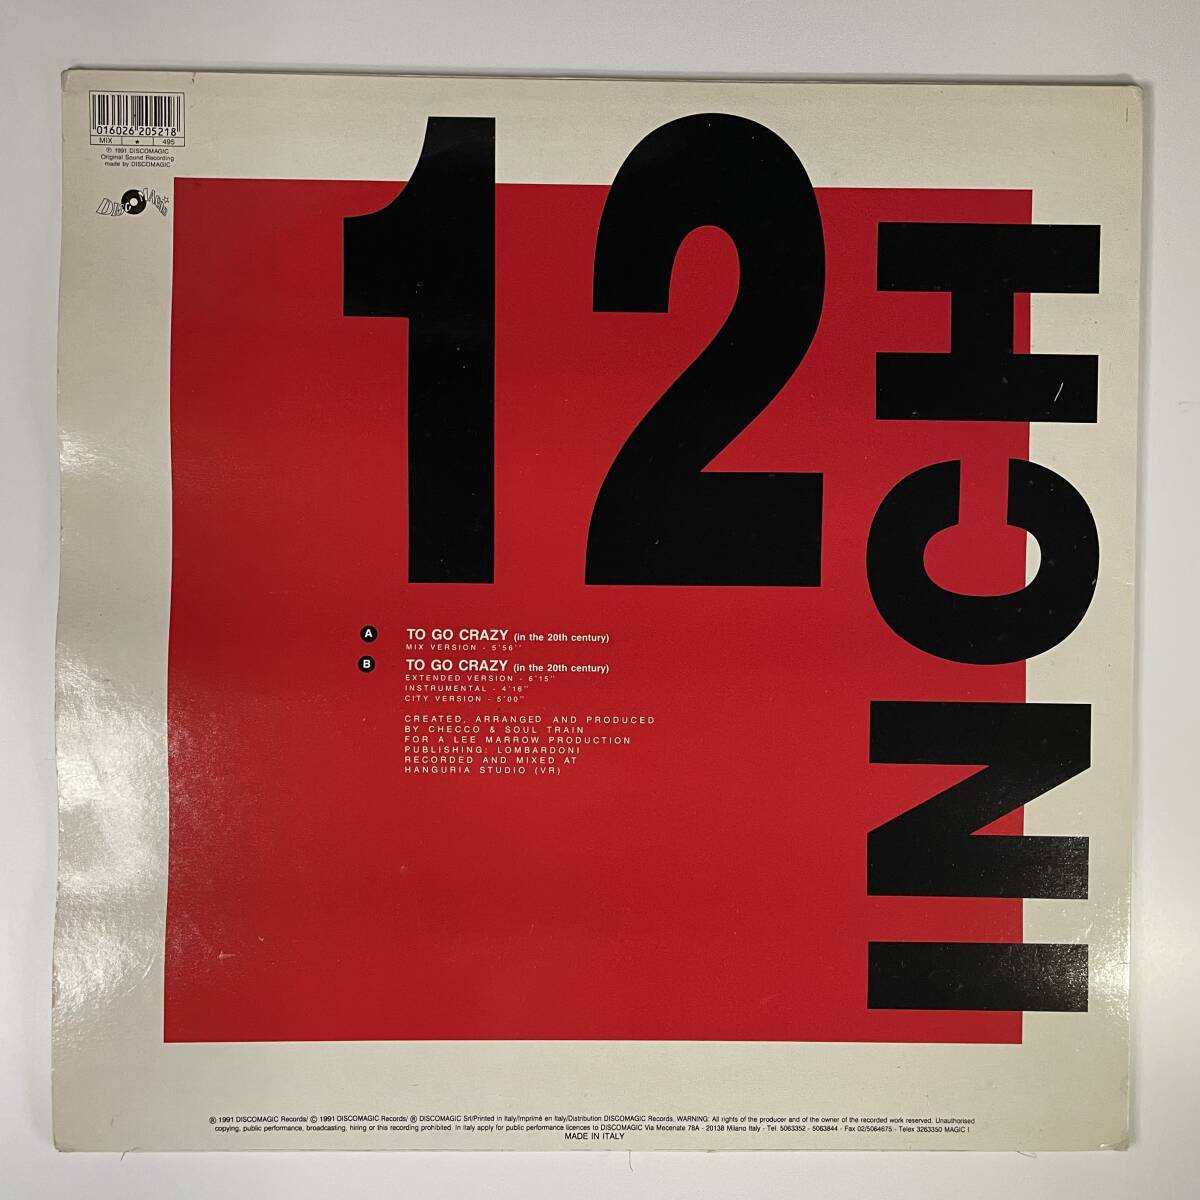 016026 205218
MIX ★ 495
℗ 1991 DISCOMAGIC
Original Sound Recording
made by DISCOMAGIC
DISCOMAGIC
12
INCH
A TO GO CRAZY (in the 20th century)
MIX VERSION - 5'56''
B TO GO CRAZY (in the 20th century)
EXTENDED VERSION - 6'15"
INSTRUMENTAL - 4'16"
CITY VERSION - 5'00"
CREATED, ARRANGED AND PRODUCED
BY CHECCO & SOUL TRAIN
FOR A LEE MARROW PRODUCTION
PUBLISHING: LOMBARDONI
RECORDED AND MIXED AT
HANGURIA STUDIO (VR)
℗ 1991 DISCOMAGIC Records/ © 1991 DISCOMAGIC Records/ ® DISCOMAGIC Srl/Printed in Italy/Imprimé en Italy/Distribution DISCOMAGIC Records. WARNING: All rights of the producer and of the owner of the recorded work reserved. Unauthorised
copying, public performance, broadcasting, hiring or this recording prohibited. In Italy apply for public performance licences to DISCOMAGIC Via Mecenate 78A - 20138 Milano Italy - Tel. 5063352 - 5063844 - Fax 02/5064675 - Telex 3263350 MAGIC I
MADE IN ITALY